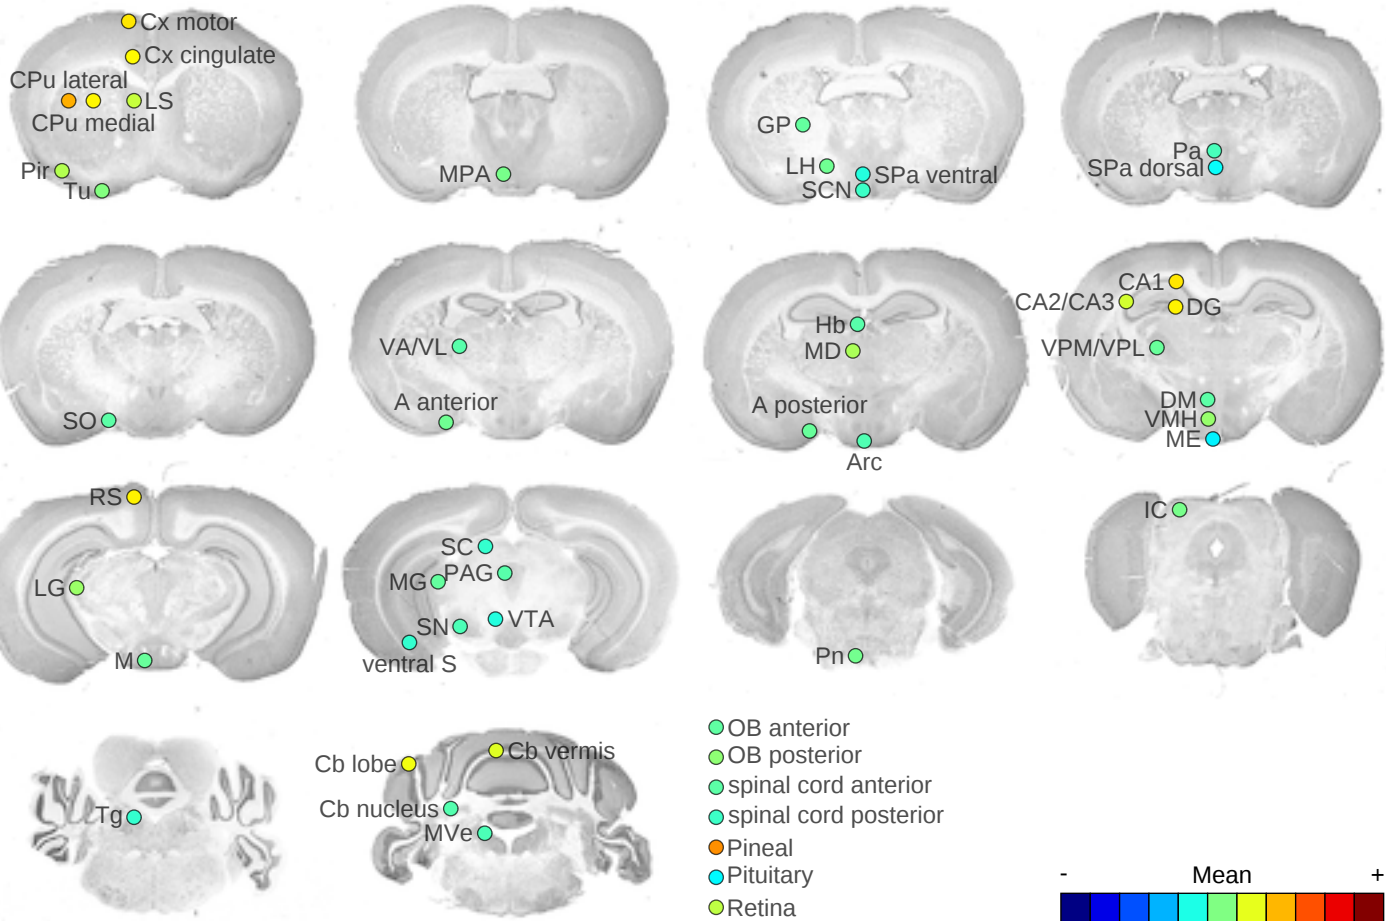 Cx motor
Cx cingulate
CPu lateral
LS
CPu medial
Pir
Tu
MPA
GP
LH
SPa ventral
SCN
Pa
SPa dorsal
SO
VA/VL
A anterior
Hb
MD
A posterior
Arc
CA1
CA2/CA3
DG
VPM/VPL
DM
VMH
ME
RS
LG
M
SC
MG
PAG
SN
VTA
ventral S
Pn
IC
Tg
Cb lobe
Cb vermis
Cb nucleus
MVe
OB anterior
OB posterior
spinal cord anterior
spinal cord posterior
Pineal
Pituitary
Retina
- Mean +